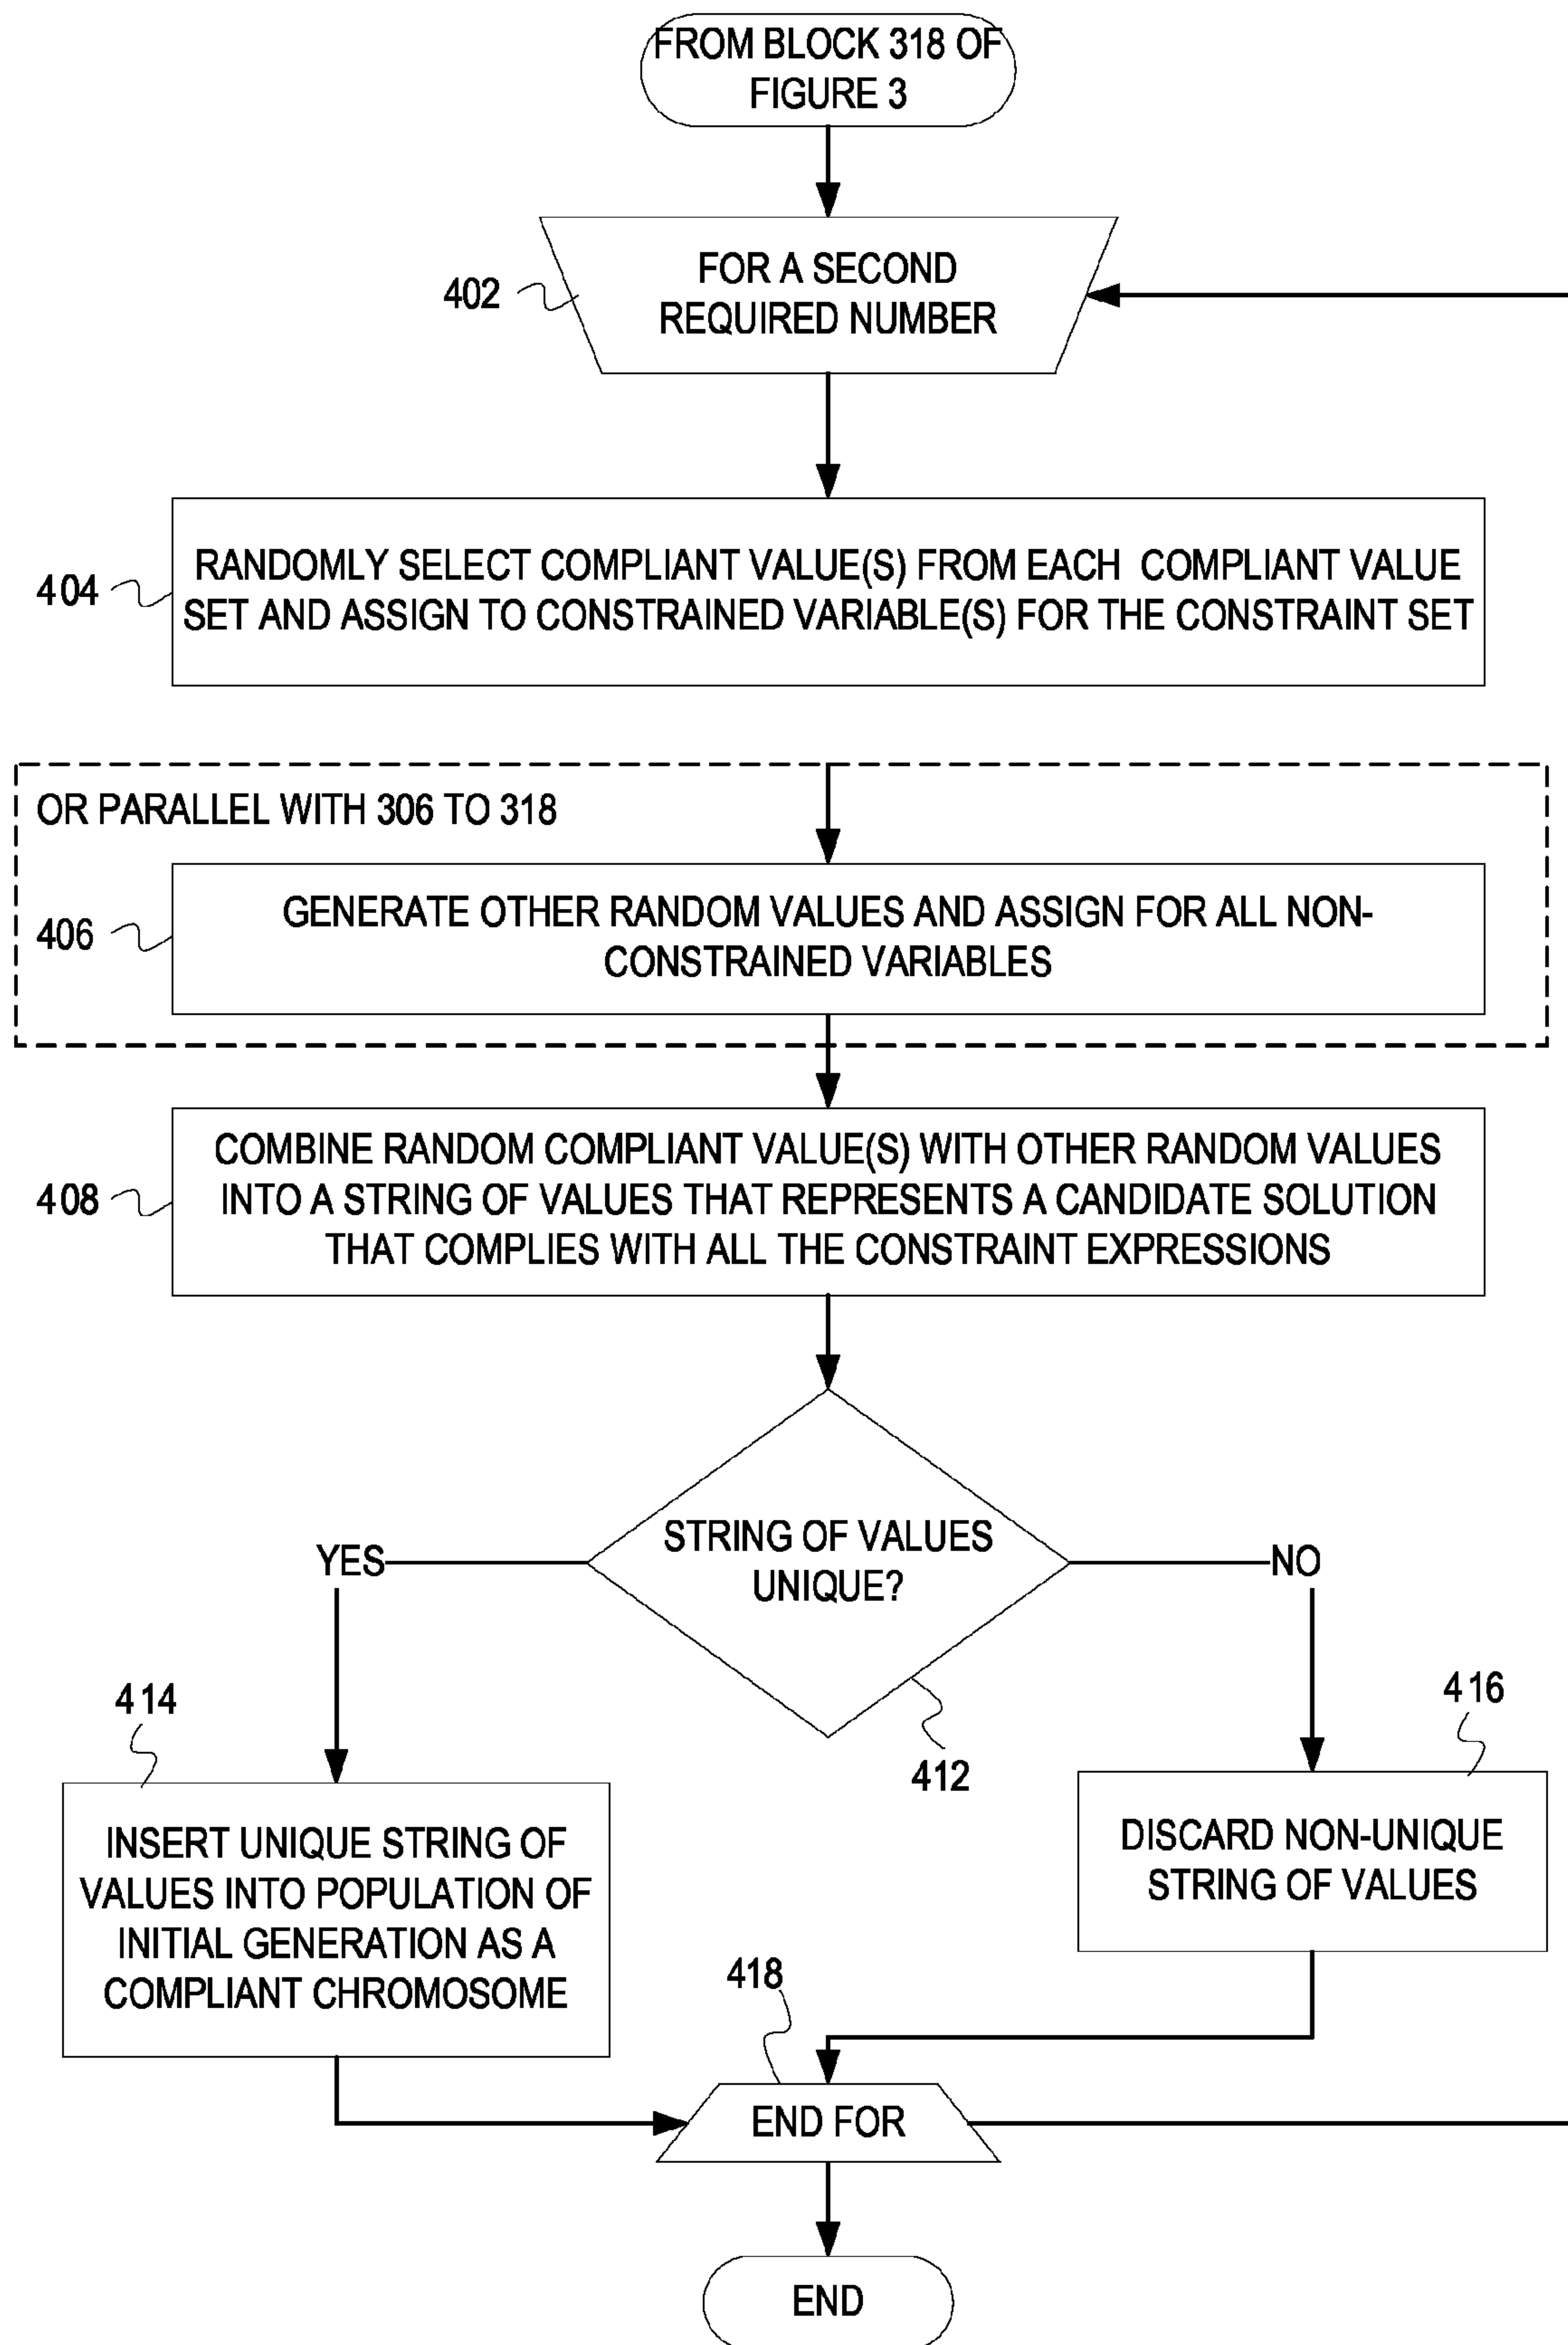 FROM BLOCK 318 OF
FIGURE 3
402
FOR A SECOND
REQUIRED NUMBER
404
RANDOMLY SELECT COMPLIANT VALUE(S) FROM EACH COMPLIANT VALUE
SET AND ASSIGN TO CONSTRAINED VARIABLE(S) FOR THE CONSTRAINT SET
OR PARALLEL WITH 306 TO 318
406
GENERATE OTHER RANDOM VALUES AND ASSIGN FOR ALL NON-
CONSTRAINED VARIABLES
408
COMBINE RANDOM COMPLIANT VALUE(S) WITH OTHER RANDOM VALUES
INTO A STRING OF VALUES THAT REPRESENTS A CANDIDATE SOLUTION
THAT COMPLIES WITH ALL THE CONSTRAINT EXPRESSIONS
STRING OF VALUES
UNIQUE?
YES
NO
412
414
INSERT UNIQUE STRING OF
VALUES INTO POPULATION OF
INITIAL GENERATION AS A
COMPLIANT CHROMOSOME
416
DISCARD NON-UNIQUE
STRING OF VALUES
418
END FOR
END